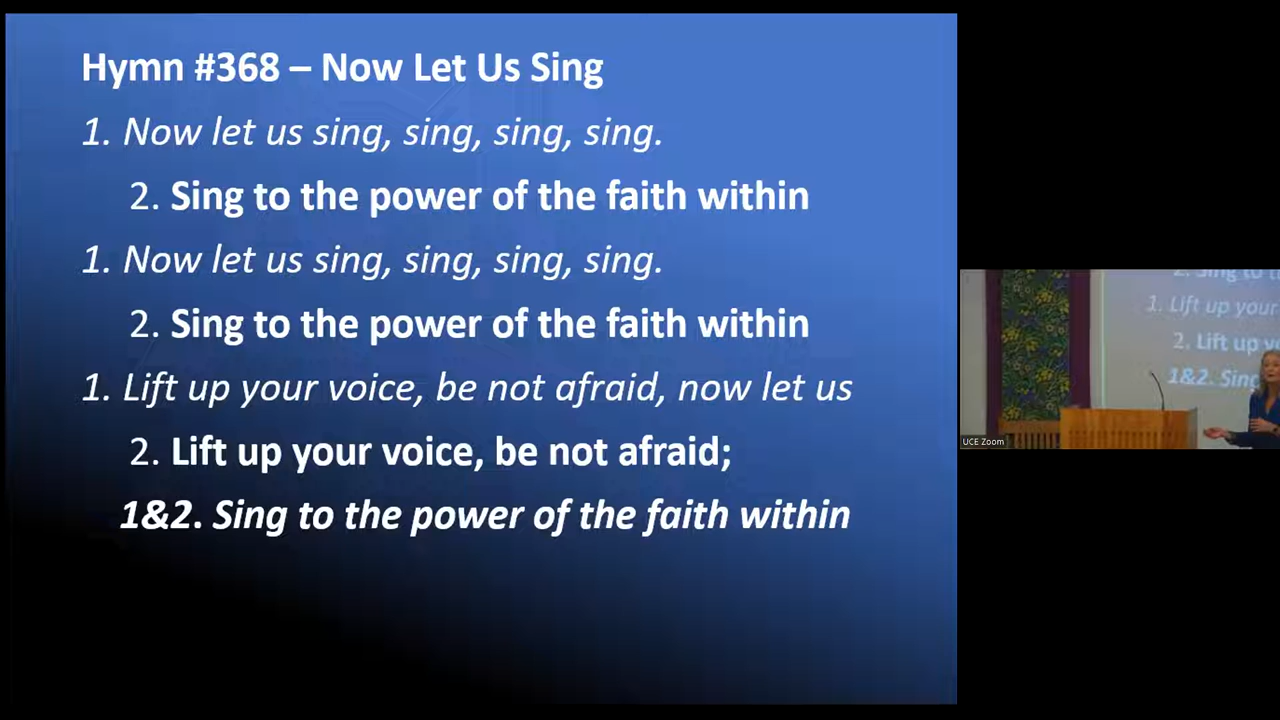 Hymn #368 – Now Let Us Sing
1. Now let us sing, sing, sing, sing.
2. Sing to the power of the faith within
1. Now let us sing, sing, sing, sing.
2. Sing to the power of the faith within
1. Lift up your voice, be not afraid, now let us
2. Lift up your voice, be not afraid;
1&2. Sing to the power of the faith within
2. Sing to
1. Lift up your
2. Lift up
1&2. Sing
UCE Zoom